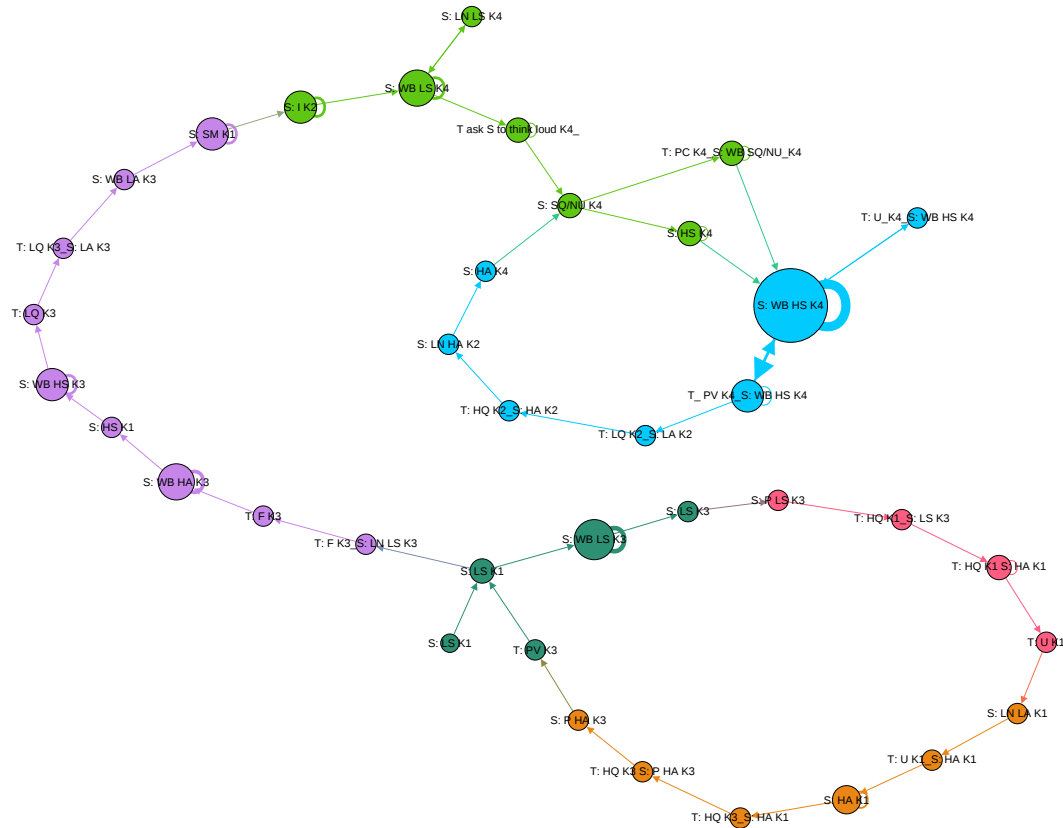 S: LN LS K4
S: WB LS K4
S: I K2
T ask S to think loud K4_
S: SM K1
T: PC K4_S: WB SQ/NU_K4
S: WB LA K3
S: SQ/NU K4
T: U_K4_S: WB HS K4
S: HS K4
T: LQ K3_S: LA K3
S: HA K4
S: WB HS K4
T: LQ K3
S: LN HA K2
S: WB HS K3
T_ PV K4_S: WB HS K4
T: HQ K2_S: HA K2
S: HS K1
T: LQ K2_S: LA K2
S: WB HA K3
S: P LS K3
S: LS K3
T: F K3
T: HQ K1_S: LS K3
S: WB LS K3
T: F K3_S: LN LS K3
T: HQ K1 S: HA K1
S: LS K1
S: LS K1
T: U K1
T: PV K3
S: LN LA K1
S: P HA K3
T: U K1_S: HA K1
T: HQ K3 S: P HA K3
S: HA K1
T: HQ K3_S: HA K1